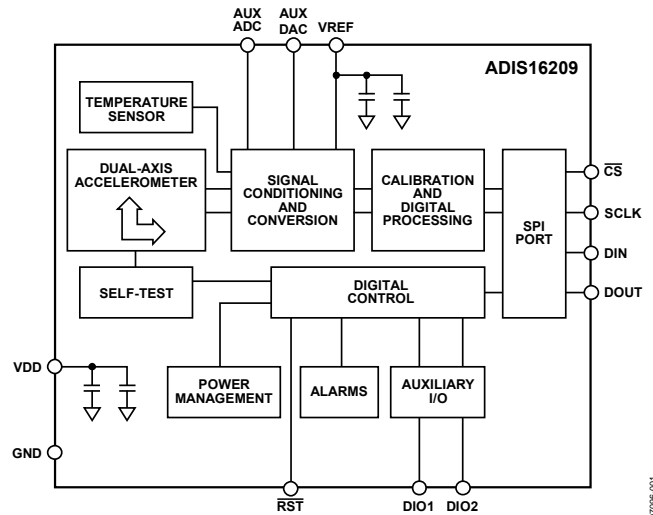 AUX
ADC
AUX
DAC
VREF
ADIS16209
TEMPERATURE
SENSOR
DUAL-AXIS
ACCELEROMETER
SIGNAL
CONDITIONING
AND
CONVERSION
CALIBRATION
AND
DIGITAL
PROCESSING
SPI
PORT
CS
SCLK
DIN
DOUT
SELF-TEST
DIGITAL
CONTROL
VDD
POWER
MANAGEMENT
ALARMS
AUXILIARY
I/O
GND
RST
DIO1
DIO2